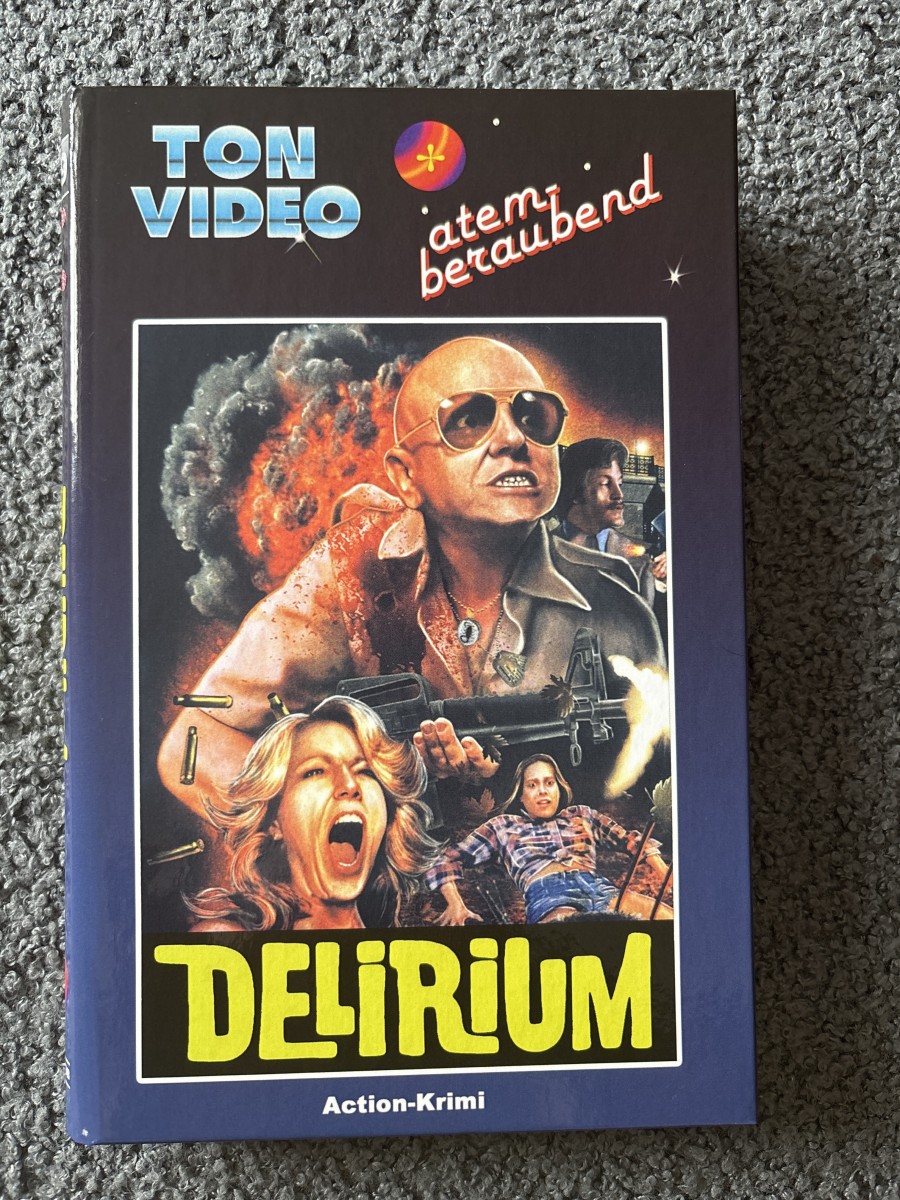 TON
VIDEO
atem-
beraubend
DELiRiUM
Action-Krimi